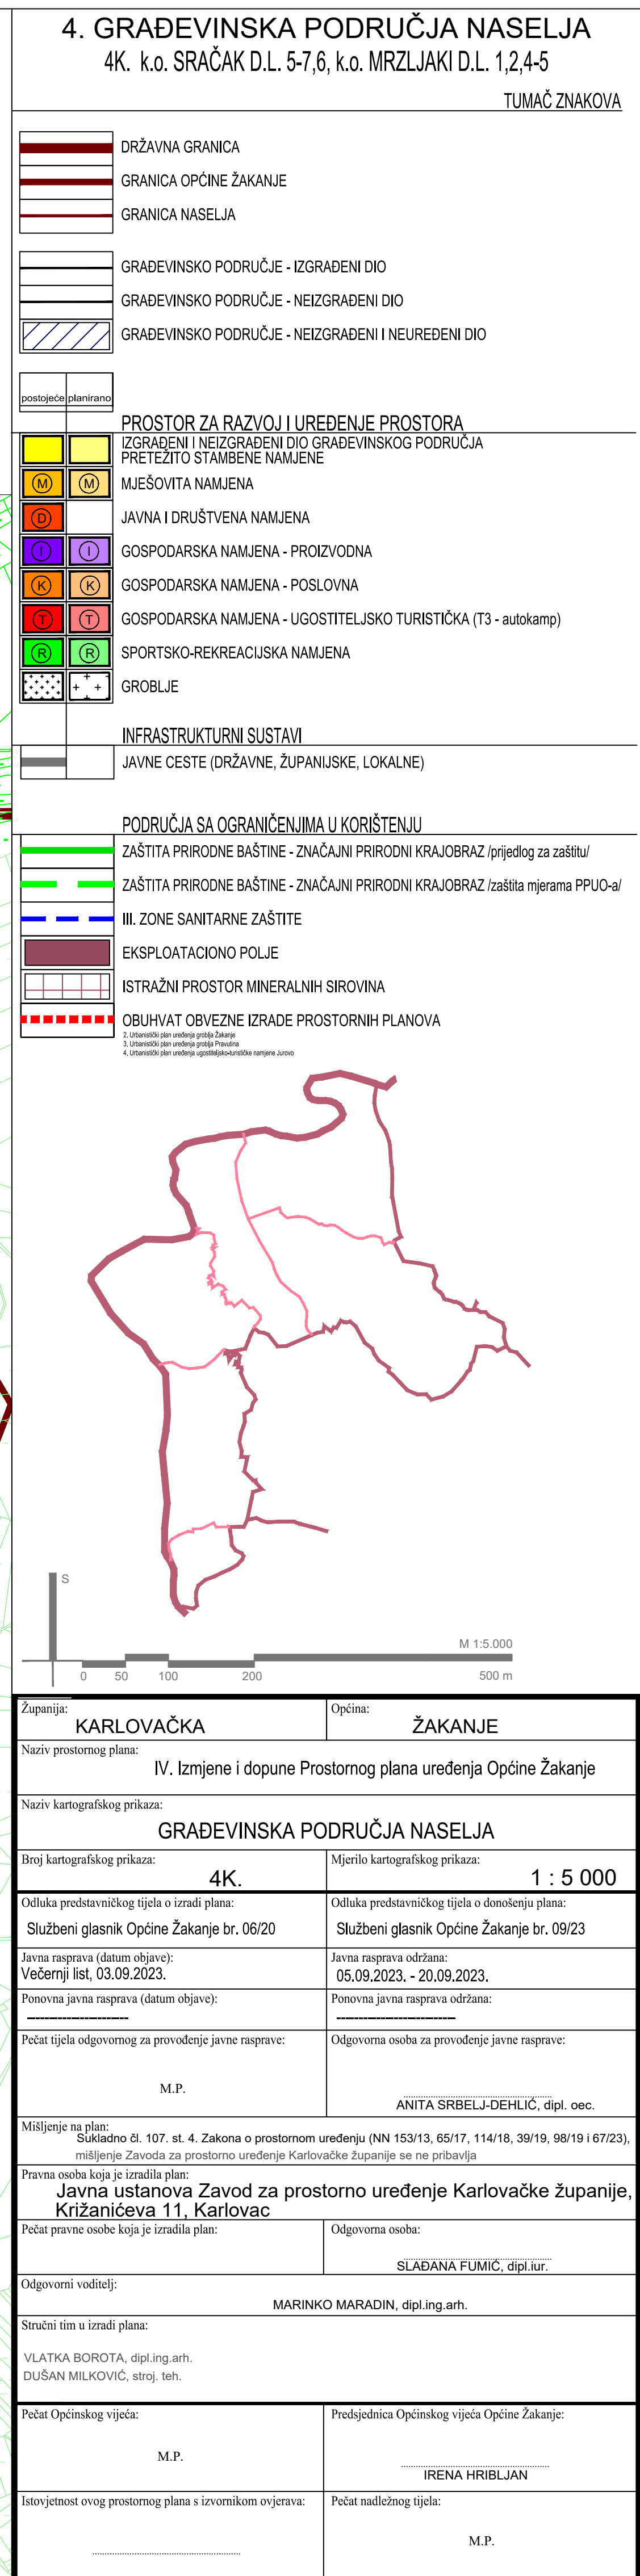 4. GRAĐEVINSKA PODRUČJA NASELJA
4K. k.o. SRAČAK D.L. 5-7,6, k.o. MRZLJAKI D.L. 1,2,4-5
TUMAČ ZNAKOVA
DRŽAVNA GRANICA
GRANICA OPĆINE ŽAKANJE
GRANICA NASELJA
GRAĐEVINSKO PODRUČJE - IZGRAĐENI DIO
GRAĐEVINSKO PODRUČJE - NEIZGRAĐENI DIO
GRAĐEVINSKO PODRUČJE - NEIZGRAĐENI I NEUREĐENI DIO
postojeće planirano
PROSTOR ZA RAZVOJ I UREĐENJE PROSTORA
IZGRAĐENI I NEIZGRAĐENI DIO GRAĐEVINSKOG PODRUČJA
PRETEŽITO STAMBENE NAMJENE
M M MJEŠOVITA NAMJENA
D JAVNA I DRUŠTVENA NAMJENA
I I GOSPODARSKA NAMJENA - PROIZVODNA
K K GOSPODARSKA NAMJENA - POSLOVNA
T T GOSPODARSKA NAMJENA - UGOSTITELJSKO TURISTIČKA (T3 - autokamp)
R R SPORTSKO-REKREACIJSKA NAMJENA
GROBLJE
INFRASTRUKTURNI SUSTAVI
JAVNE CESTE (DRŽAVNE, ŽUPANIJSKE, LOKALNE)
PODRUČJA SA OGRANIČENJIMA U KORIŠTENJU
ZAŠTITA PRIRODNE BAŠTINE - ZNAČAJNI PRIRODNI KRAJOBRAZ /prijedlog za zaštitu/
ZAŠTITA PRIRODNE BAŠTINE - ZNAČAJNI PRIRODNI KRAJOBRAZ /zaštita mjerama PPUO-a/
III. ZONE SANITARNE ZAŠTITE
EKSPLOATACIONO POLJE
ISTRAŽNI PROSTOR MINERALNIH SIROVINA
OBUHVAT OBVEZNE IZRADE PROSTORNIH PLANOVA
2. Urbanistički plan uređenja groblja Žakanje
3. Urbanistički plan uređenja groblja Pravutina
4. Urbanistički plan uređenja ugostiteljsko-turističke namjene Jurovo
S
M 1:5.000
0 50 100 200 500 m
Županija: Općina:
KARLOVAČKA ŽAKANJE
Naziv prostornog plana:
IV. Izmjene i dopune Prostornog plana uređenja Općine Žakanje
Naziv kartografskog prikaza:
GRAĐEVINSKA PODRUČJA NASELJA
Broj kartografskog prikaza: Mjerilo kartografskog prikaza:
4K. 1 : 5 000
Odluka predstavničkog tijela o izradi plana: Odluka predstavničkog tijela o donošenju plana:
Službeni glasnik Općine Žakanje br. 06/20 Službeni glasnik Općine Žakanje br. 09/23
Javna rasprava (datum objave): Javna rasprava održana:
Večernji list, 03.09.2023. 05.09.2023. - 20.09.2023.
Ponovna javna rasprava (datum objave): Ponovna javna rasprava održana:
----------------------- ---------------------------
Pečat tijela odgovornog za provođenje javne rasprave: Odgovorna osoba za provođenje javne rasprave:
M.P.
ANITA SRBELJ-DEHLIĆ, dipl. oec.
Mišljenje na plan:
Sukladno čl. 107. st. 4. Zakona o prostornom uređenju (NN 153/13, 65/17, 114/18, 39/19, 98/19 i 67/23),
mišljenje Zavoda za prostorno uređenje Karlovačke županije se ne pribavlja
Pravna osoba koja je izradila plan:
Javna ustanova Zavod za prostorno uređenje Karlovačke županije,
Križanićeva 11, Karlovac
Pečat pravne osobe koja je izradila plan: Odgovorna osoba:
SLAĐANA FUMIĆ, dipl.iur.
Odgovorni voditelj:
MARINKO MARADIN, dipl.ing.arh.
Stručni tim u izradi plana:
VLATKA BOROTA, dipl.ing.arh.
DUŠAN MILKOVIĆ, stroj. teh.
Pečat Općinskog vijeća: Predsjednica Općinskog vijeća Općine Žakanje:
M.P.
IRENA HRIBLJAN
Istovjetnost ovog prostornog plana s izvornikom ovjerava: Pečat nadležnog tijela:
M.P.